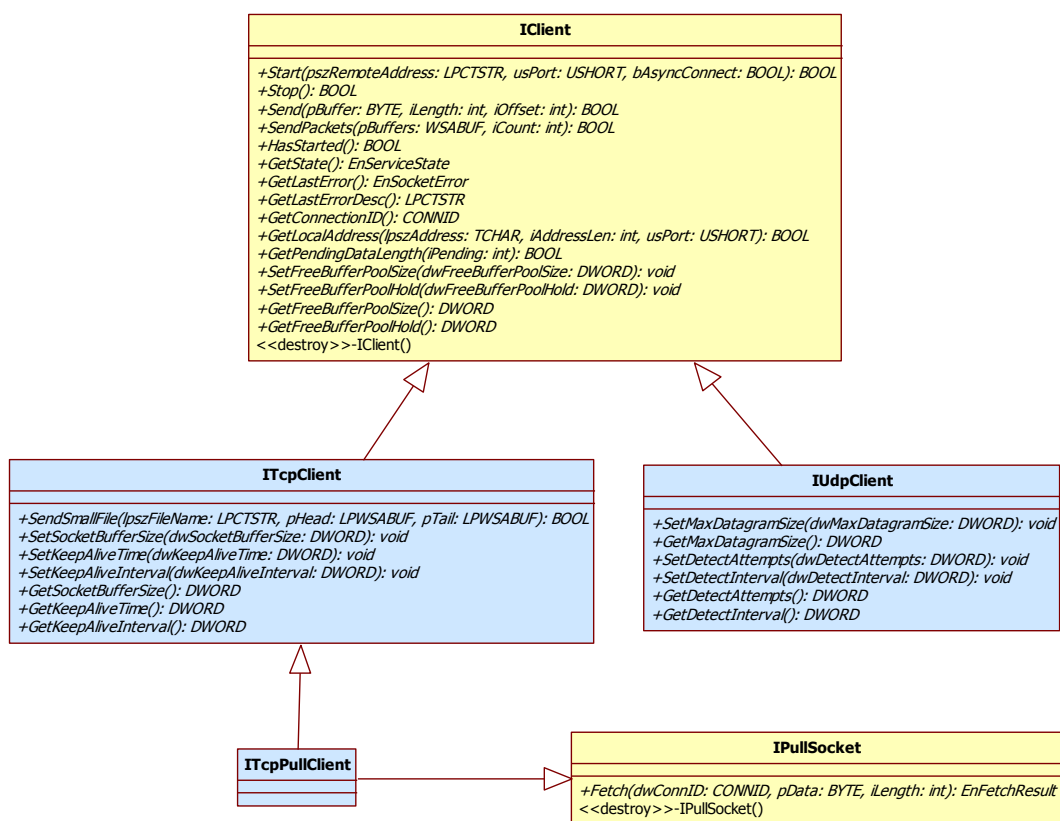 IClient
+Start(pszRemoteAddress: LPCTSTR, usPort: USHORT, bAsyncConnect: BOOL): BOOL
+Stop(): BOOL
+Send(pBuffer: BYTE, iLength: int, iOffset: int): BOOL
+SendPackets(pBuffers: WSABUF, iCount: int): BOOL
+HasStarted(): BOOL
+GetState(): EnServiceState
+GetLastError(): EnSocketError
+GetLastErrorDesc(): LPCTSTR
+GetConnectionID(): CONNID
+GetLocalAddress(lpszAddress: TCHAR, iAddressLen: int, usPort: USHORT): BOOL
+GetPendingDataLength(iPending: int): BOOL
+SetFreeBufferPoolSize(dwFreeBufferPoolSize: DWORD): void
+SetFreeBufferPoolHold(dwFreeBufferPoolHold: DWORD): void
+GetFreeBufferPoolSize(): DWORD
+GetFreeBufferPoolHold(): DWORD
<<destroy>>-IClient()
ITcpClient
+SendSmallFile(lpszFileName: LPCTSTR, pHead: LPWSABUF, pTail: LPWSABUF): BOOL
+SetSocketBufferSize(dwSocketBufferSize: DWORD): void
+SetKeepAliveTime(dwKeepAliveTime: DWORD): void
+SetKeepAliveInterval(dwKeepAliveInterval: DWORD): void
+GetSocketBufferSize(): DWORD
+GetKeepAliveTime(): DWORD
+GetKeepAliveInterval(): DWORD
IUdpClient
+SetMaxDatagramSize(dwMaxDatagramSize: DWORD): void
+GetMaxDatagramSize(): DWORD
+SetDetectAttempts(dwDetectAttempts: DWORD): void
+SetDetectInterval(dwDetectInterval: DWORD): void
+GetDetectAttempts(): DWORD
+GetDetectInterval(): DWORD
ITcpPullClient
IPullSocket
+Fetch(dwConnID: CONNID, pData: BYTE, iLength: int): EnFetchResult
<<destroy>>-IPullSocket()